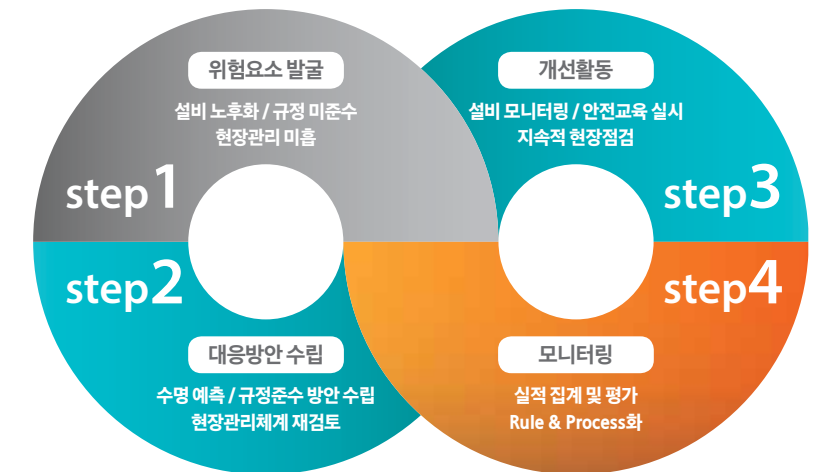 위험요소 발굴
설비 노후화 / 규정 미준수
현장관리 미흡
step1
step2
대응방안 수립
수명 예측 / 규정준수 방안 수립
현장관리체계 재검토
개선활동
설비 모니터링 / 안전교육 실시
지속적 현장점검
step3
step4
모니터링
실적 집계 및 평가
Rule & Process화